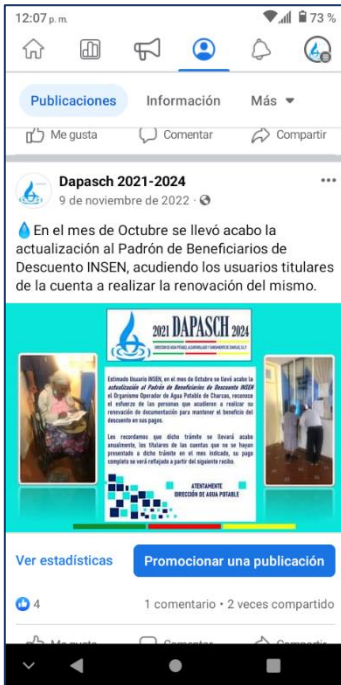 12:07 p. m.
73 %
Publicaciones
Información
Más
Me gusta
Comentar
Compartir
Dapasch 2021-2024
9 de noviembre de 2022 ·
En el mes de Octubre se llevó acabo la
actualización al Padrón de Beneficiarios de
Descuento INSEN, acudiendo los usuarios titulares
de la cuenta a realizar la renovación del mismo.
2021 DAPASCH 2024
Estimado Usuario INSEN, en el mes de Octubre se llevó acabo la
actualización al Padrón de Beneficiarios de Descuento INSEN
el Organismo Operador de Agua Potable de Charcas, reconoce
el esfuerzo de las personas que acudieron a realizar su
renovación de documentación para mantener el beneficio del
descuento en sus pagos.
Les recordamos que dicho trámite se llevará acabo
anualmente, los titulares de las cuentas que no se hayan
presentado a dicho trámite en el mes indicado, su pago
completo se verá reflejado a partir del siguiente recibo.
ATENTAMENTE
DIRECCIÓN DE AGUA POTABLE
Ver estadísticas
Promocionar una publicación
4
1 comentario • 2 veces compartido
Me gusta
Comentar
Compartir